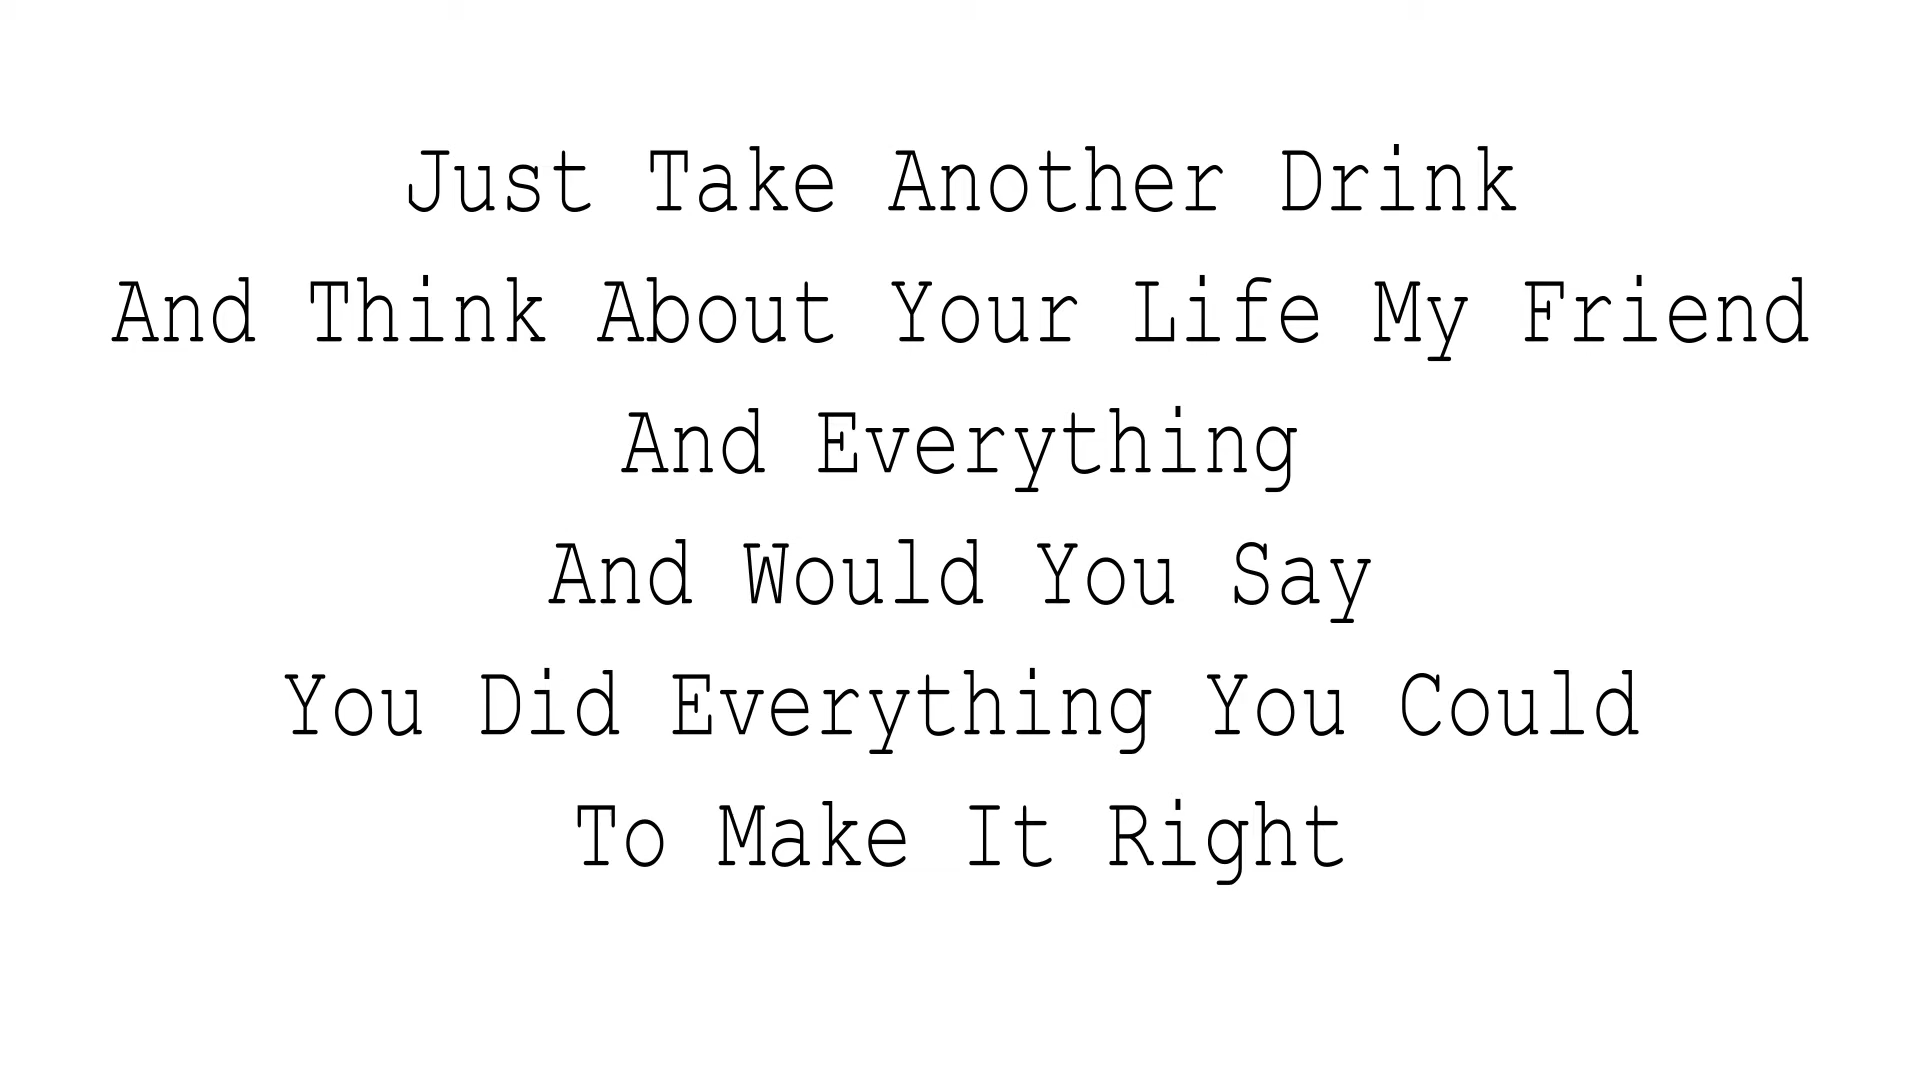 Just Take Another Drink
And Think About Your Life My Friend
And Everything
And Would You Say
You Did Everything You Could
To Make It Right